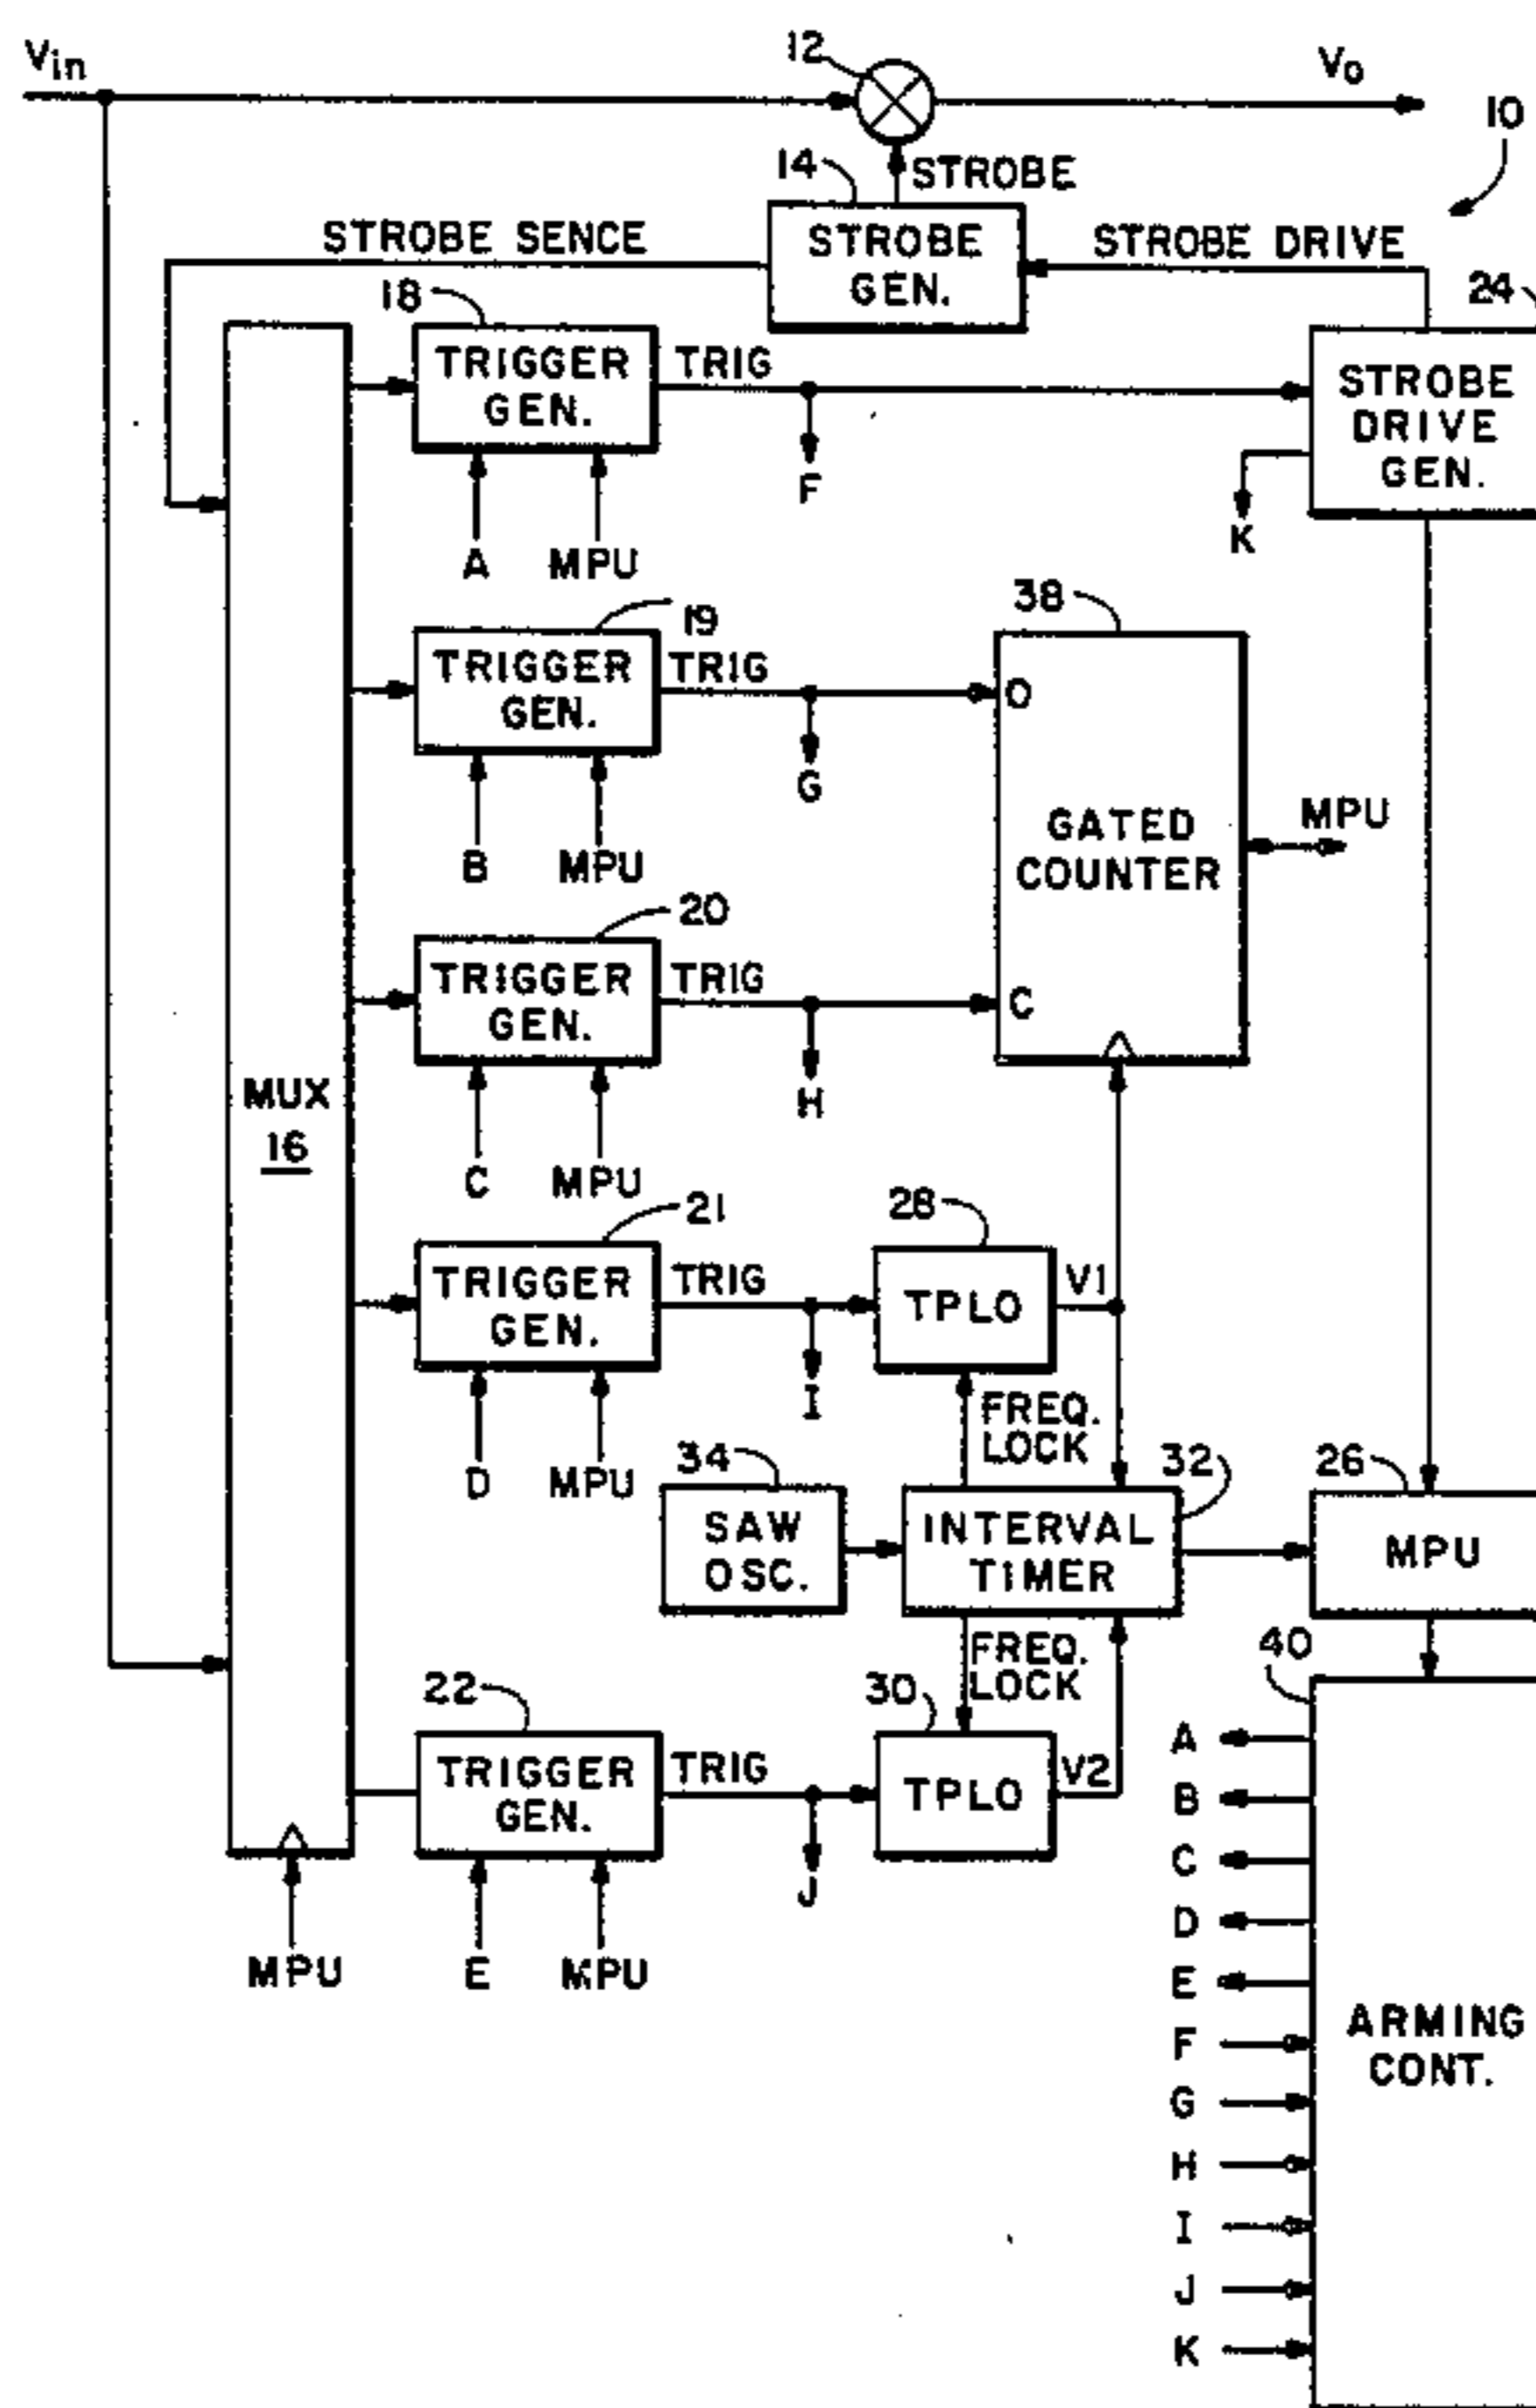 Vin
12
Vo
10
14
STROBE
STROBE SENCE
STROBE
GEN.
STROBE DRIVE
24
18
TRIGGER
GEN.
TRIG
STROBE
DRIVE
GEN.
F
K
A
MPU
38
19
TRIGGER
GEN.
TRIG
O
G
GATED
COUNTER
MPU
B
MPU
20
TRIGGER
GEN.
TRIG
C
H
MUX
16
C
MPU
21
28
TRIGGER
GEN.
TRIG
TPLO
V1
I
FREQ.
LOCK
D
MPU
34
32
26
SAW
OSC.
INTERVAL
TIMER
MPU
FREQ.
LOCK
40
22
30
TRIGGER
GEN.
TRIG
TPLO
V2
J
MPU
E
MPU
A
B
C
D
E
F
G
H
I
J
K
ARMING
CONT.